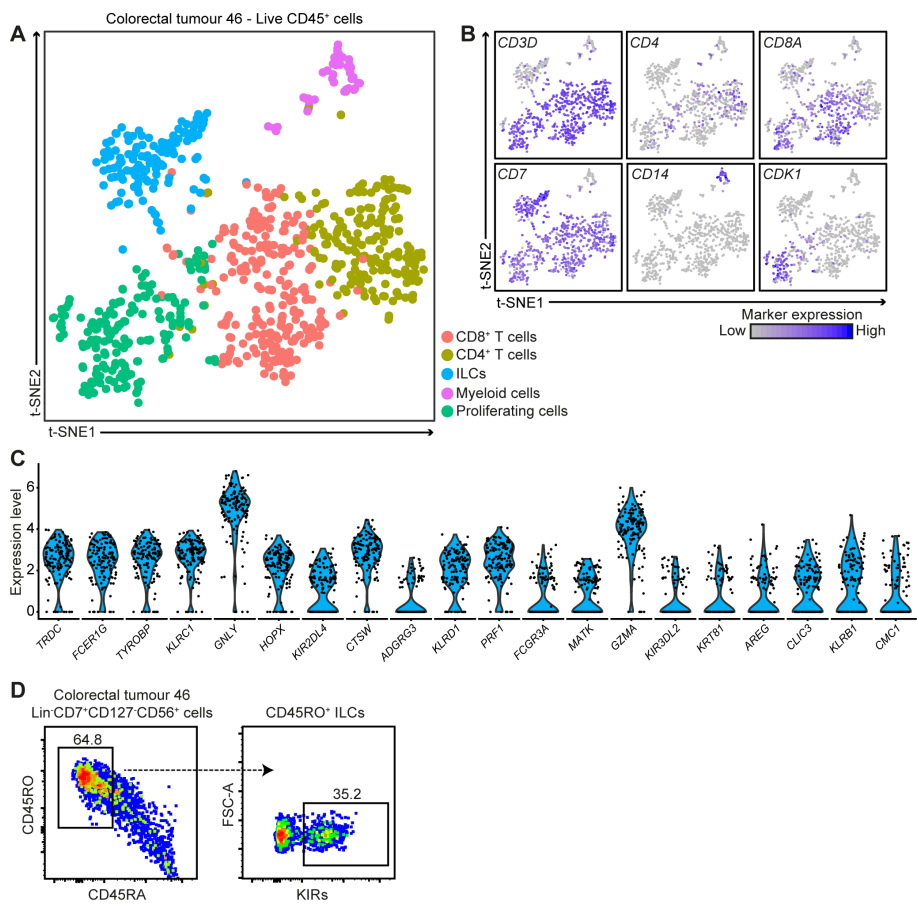 Colorectal tumour 46 - Live CD45⁺ cells
A
t-SNE2
t-SNE1
CD8⁺ T cells
CD4⁺ T cells
ILCs
Myeloid cells
Proliferating cells
B
CD3D
CD4
CD8A
CD7
CD14
CDK1
t-SNE2
t-SNE2
t-SNE1
Marker expression
Low
High
C
Expression level
6
4
2
0
TRDC
FCER1G
TYROBP
KLRC1
GNLY
HOPX
KIR2DL4
CTSW
ADGRG3
KLRD1
PRF1
FCGR3A
MATK
GZMA
KIR3DL2
KRT81
AREG
CLIC3
KLRB1
CMC1
D
Colorectal tumour 46
Lin⁻CD7⁺CD127⁻CD56⁺ cells
64.8
CD45RO
CD45RA
CD45RO⁺ ILCs
35.2
FSC-A
KIRs